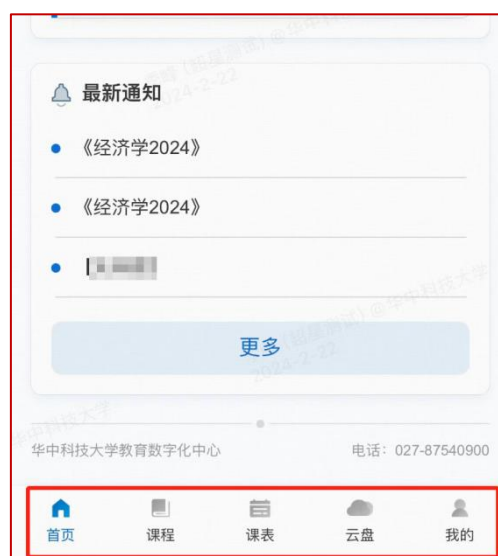 最新通知
《经济学2024》
《经济学2024》
更多
华中科技大学教育数字化中心 电话：027-87540900
首页 课程 课表 云盘 我的